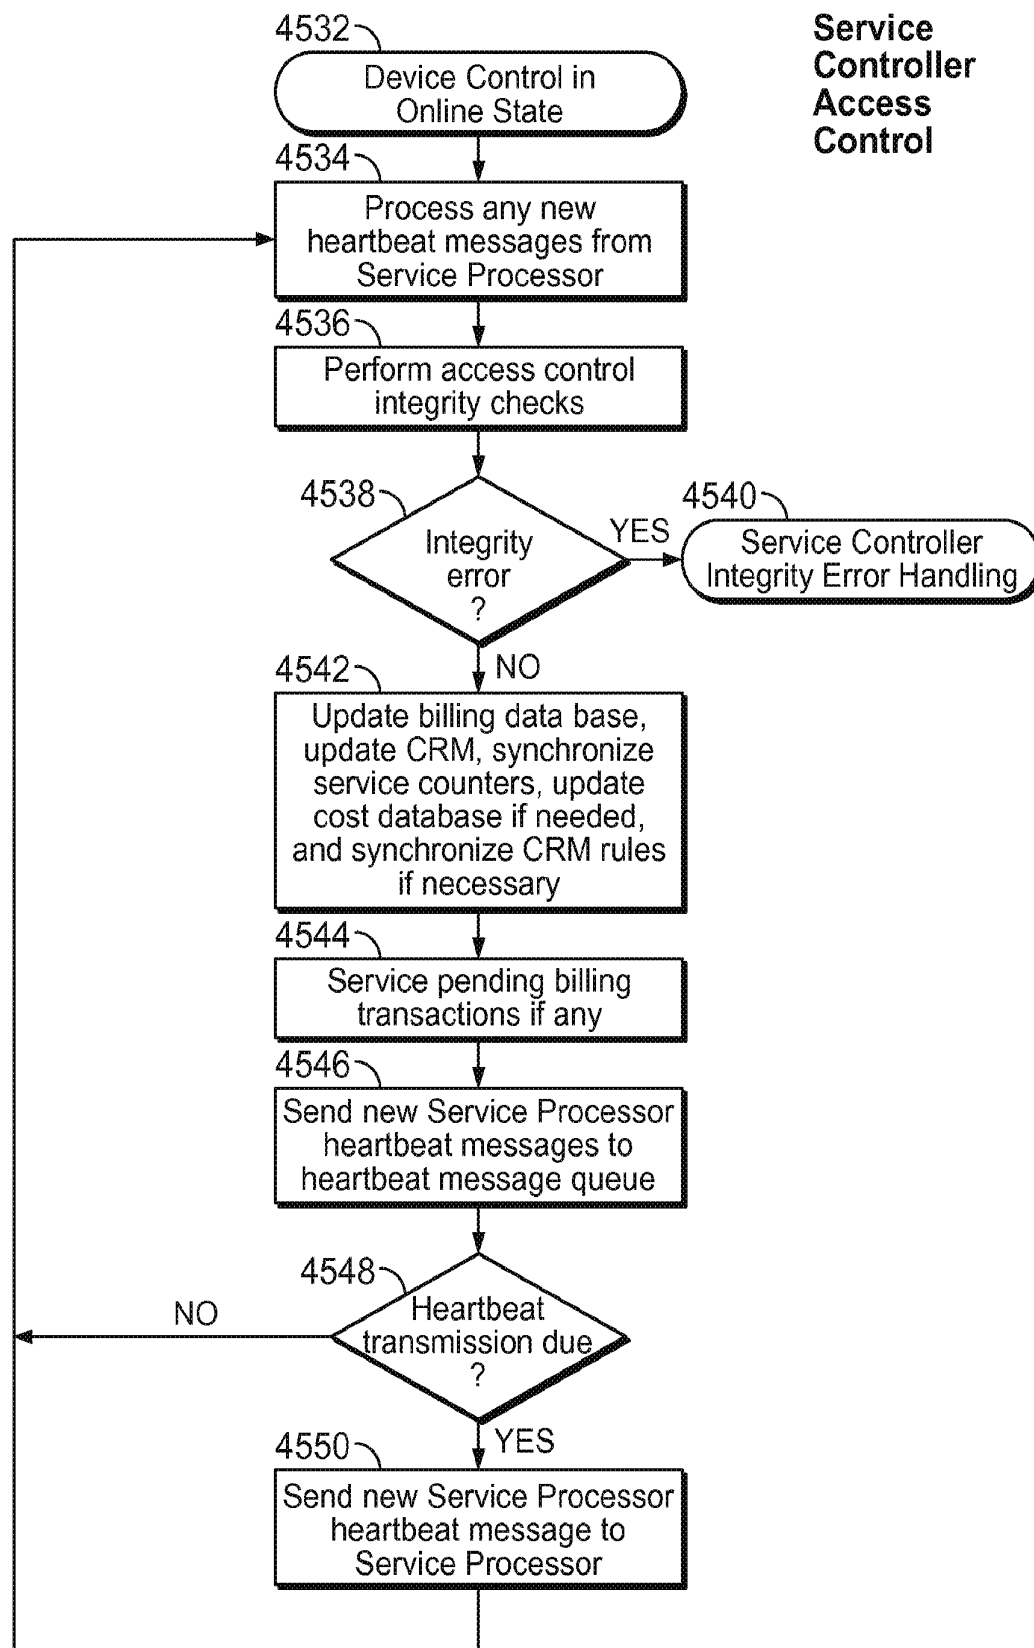 4532
Device Control in
Online State
Service
Controller
Access
Control
4534
Process any new
heartbeat messages from
Service Processor
4536
Perform access control
integrity checks
4538
Integrity
error
?
YES
4540
Service Controller
Integrity Error Handling
NO
4542
Update billing data base,
update CRM, synchronize
service counters, update
cost database if needed,
and synchronize CRM rules
if necessary
4544
Service pending billing
transactions if any
4546
Send new Service Processor
heartbeat messages to
heartbeat message queue
4548
Heartbeat
transmission due
?
NO
YES
4550
Send new Service Processor
heartbeat message to
Service Processor